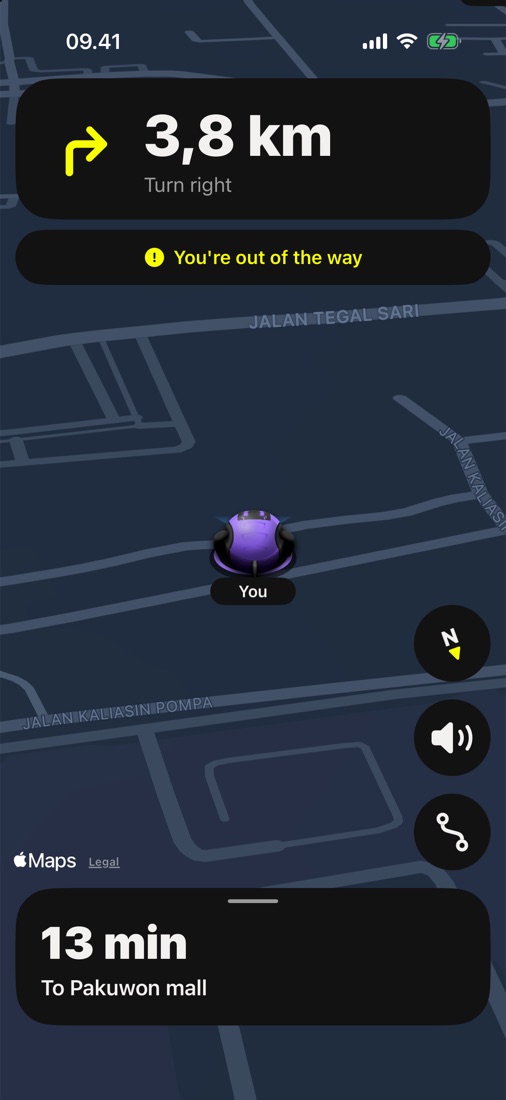 09.41
3,8 km
Turn right
You're out of the way
JALAN TEGAL SARI
JALAN KALIASIN
You
N
JALAN KALIASIN POMPA
Maps Legal
13 min
To Pakuwon mall